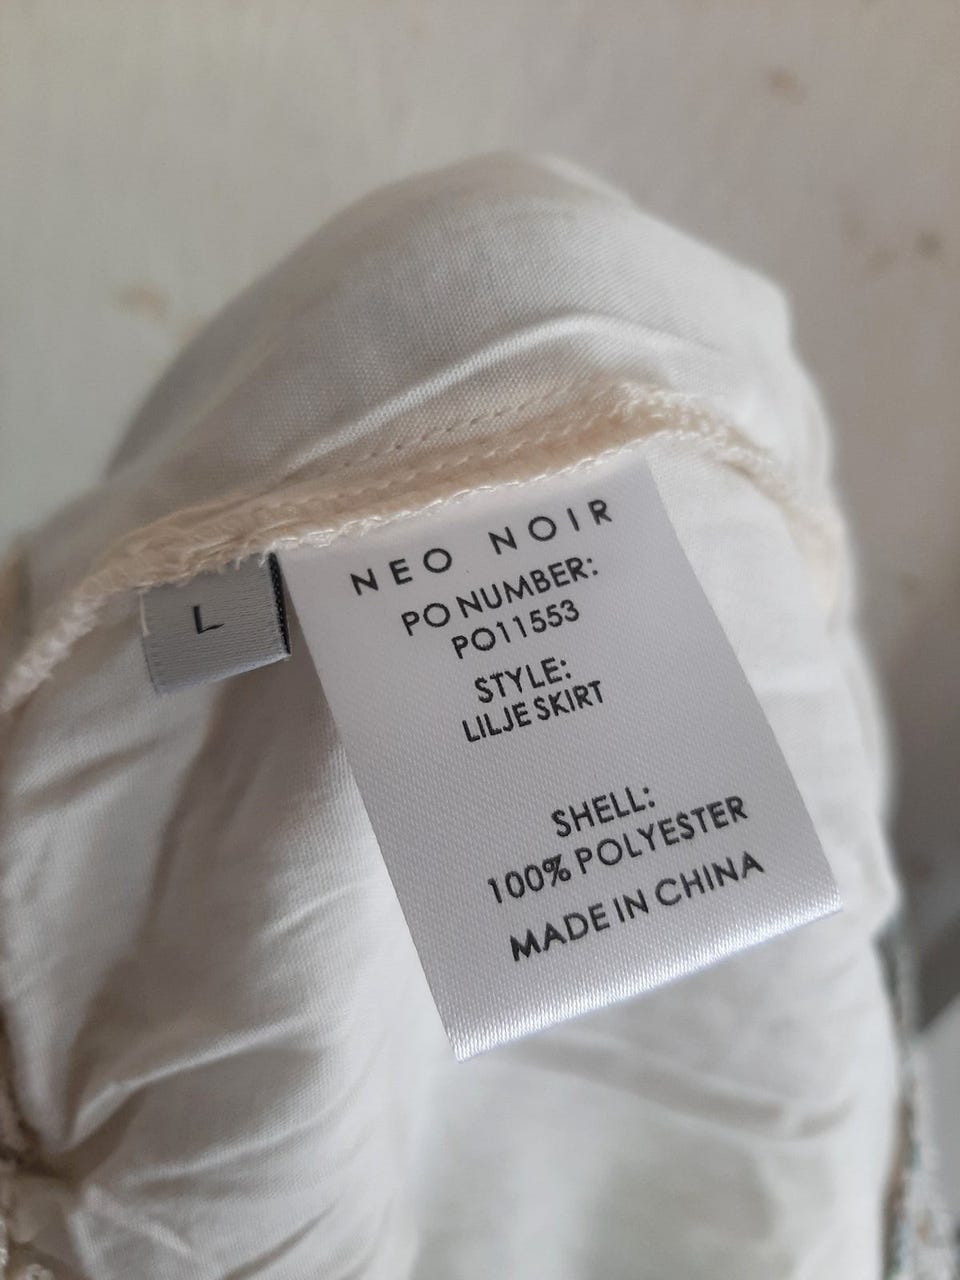 NEO NOIR
PO NUMBER:
PO11553
STYLE:
LILJE SKIRT
SHELL:
100% POLYESTER
MADE IN CHINA
L